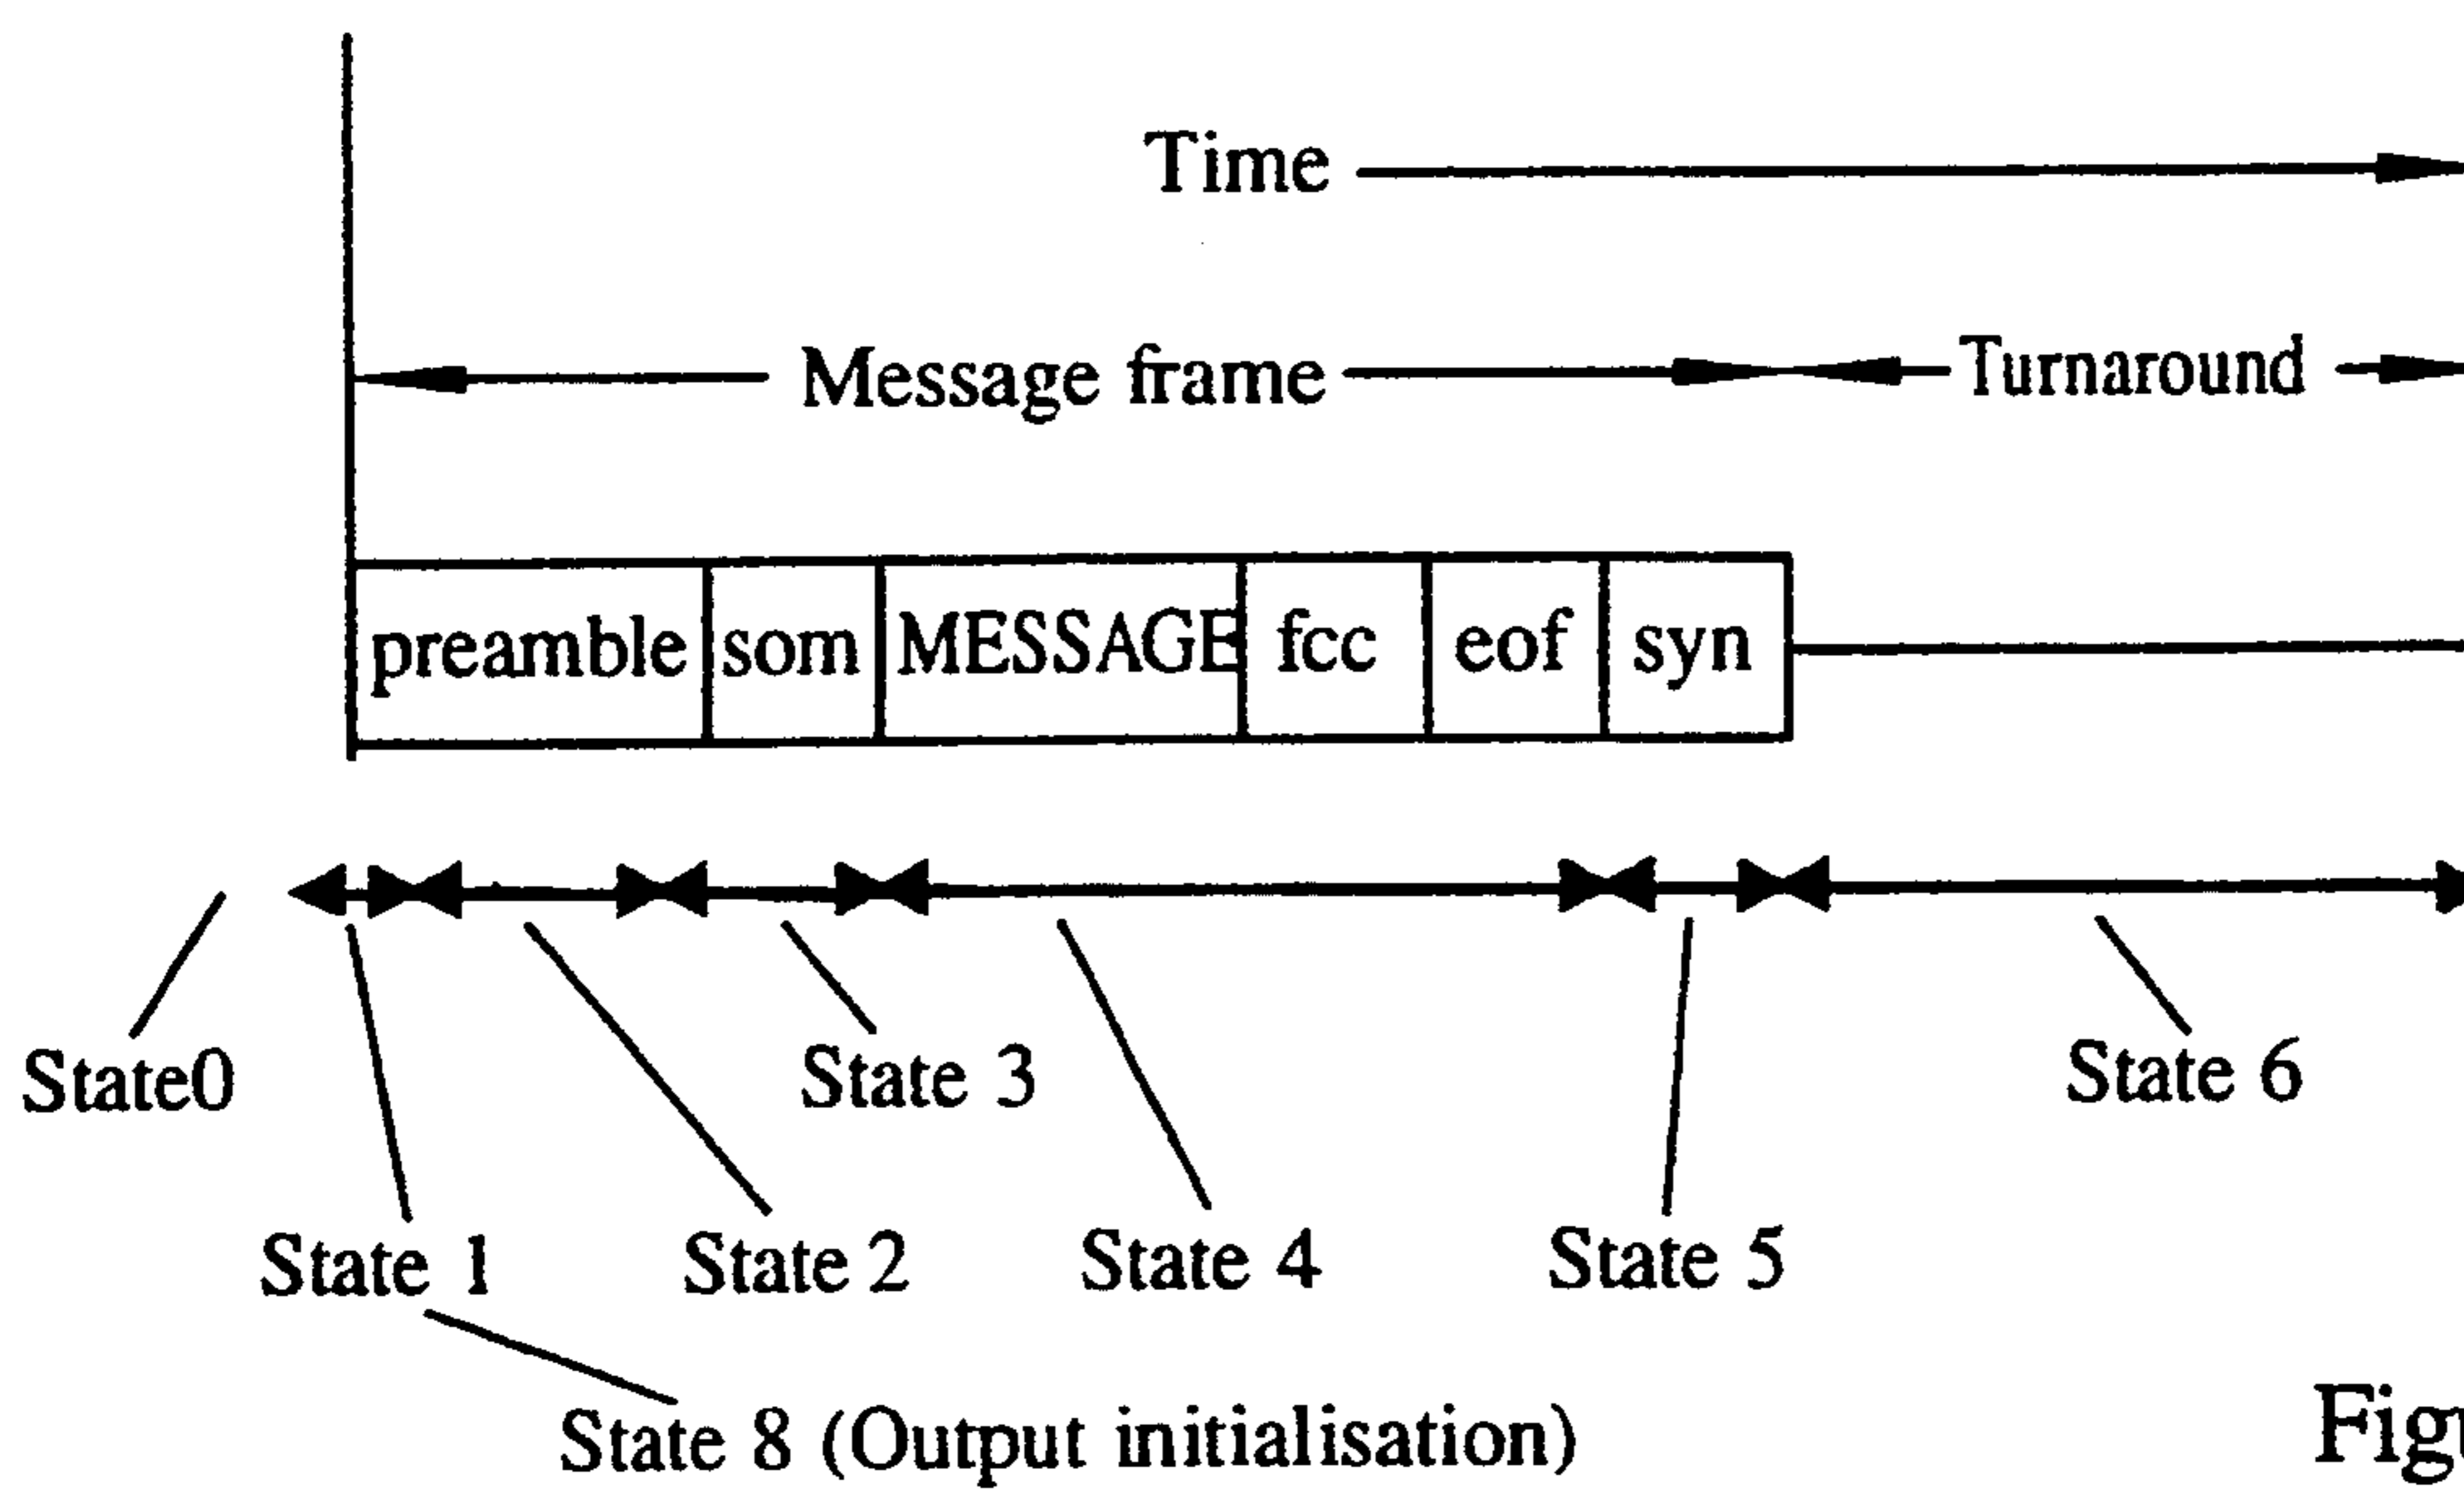 Time
Message frame Turnaround
preamble som MESSAGE fcc eof syn
State0 State 3 State 6
State 1 State 2 State 4 State 5
State 8 (Output initialisation)